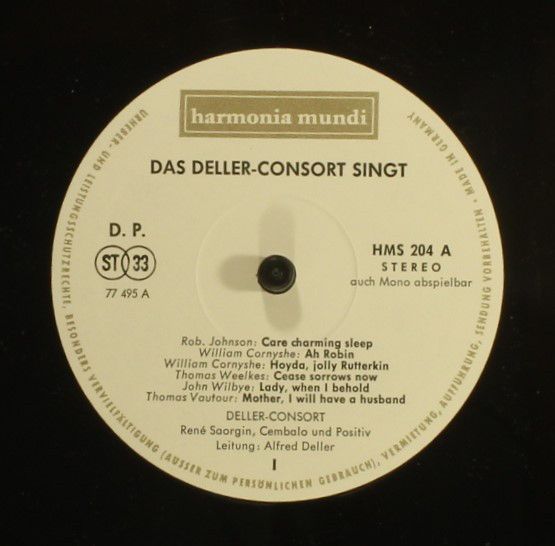 harmonia mundi
DAS DELLER-CONSORT SINGT
D. P.
ST 33
77 495 A
HMS 204 A
STEREO
auch Mono abspielbar
Rob. Johnson: Care charming sleep
William Cornyshe: Ah Robin
William Cornyshe: Hoyda, jolly Rutterkin
Thomas Weelkes: Cease sorrows now
John Wilbye: Lady, when I behold
Thomas Vautour: Mother, I will have a husband
DELLER-CONSORT
René Saorgin, Cembalo und Positiv
Leitung: Alfred Deller
I
URHEBER- UND LEISTUNGSSCHUTZRECHTE, BESONDERS VERVIELFÄLTIGUNG (AUSSER ZUM PERSÖNLICHEN GEBRAUCH), VERMIETUNG, AUFFÜHRUNG, SENDUNG VORBEHALTEN · MADE IN GERMANY